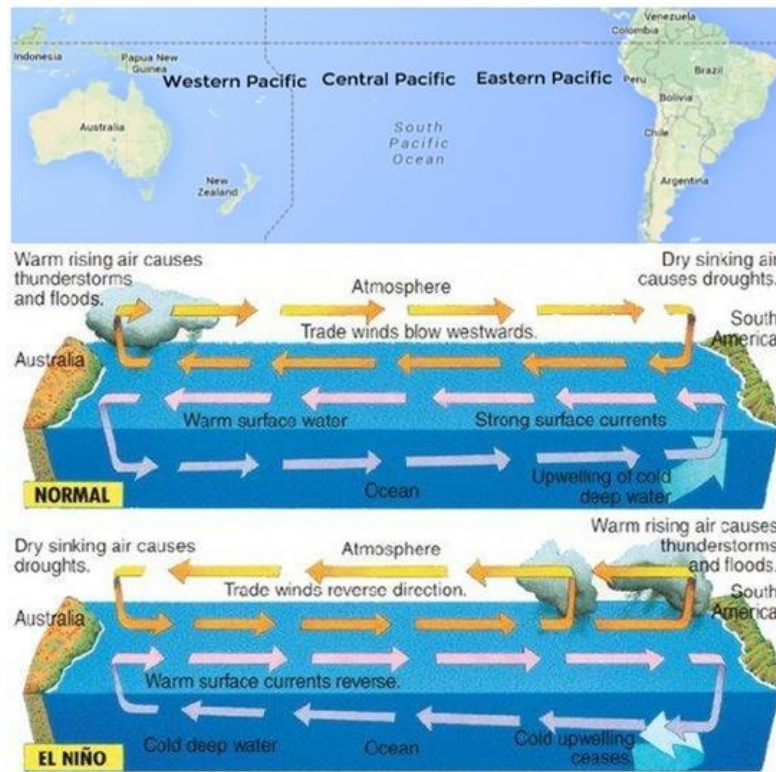 Venezuela
Colombia
Indonesia
Papua New
Guinea
Western Pacific Central Pacific Eastern Pacific
Peru
Brazil
Bolivia
Australia
South
Pacific
Ocean
Chile
New
Zealand
Argentina
Warm rising air causes
thunderstorms
and floods.
Atmosphere
Dry sinking air
causes droughts.
Trade winds blow westwards.
South
America
Australia
Warm surface water
Strong surface currents
Ocean
Upwelling of cold
deep water
NORMAL
Dry sinking air causes
droughts.
Atmosphere
Warm rising air causes
thunderstorms
and floods.
Trade winds reverse direction.
South
America
Australia
Warm surface currents reverse.
Cold deep water
Ocean
Cold upwelling
ceases.
EL NIÑO